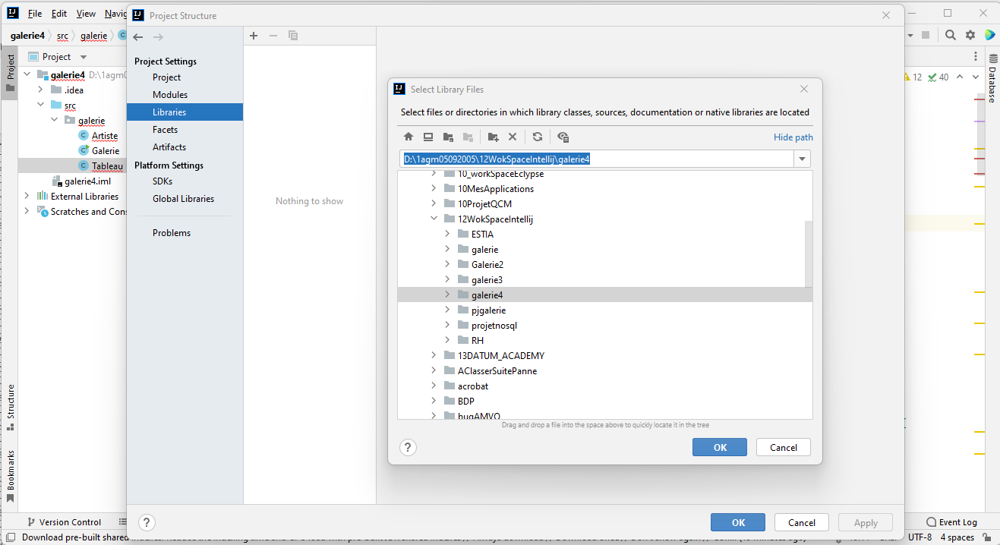 File Edit View Navig
Project Structure
galerie4 src galerie
Project
Project
galerie4 D:\1agm0
.idea
src
galerie
Artiste
Galerie
Tableau
galerie4.iml
External Libraries
Scratches and Cons
Structure
Bookmarks
Project Settings
Project
Modules
Libraries
Facets
Artifacts
Platform Settings
SDKs
Global Libraries
Problems
Nothing to show
Select Library Files
Select files or directories in which library classes, sources, documentation or native libraries are located
Hide path
D:\1agm05092005\12WokSpaceIntellij\galerie4
10_workSpaceEclypse
10MesApplications
10ProjetQCM
12WokSpaceIntellij
ESTIA
galerie
Galerie2
galerie3
galerie4
pjgalerie
projetnosql
RH
13DATUM_ACADEMY
AClasserSuitePanne
acrobat
BDP
bugAMVO
Drag and drop a file into the space above to quickly locate it in the tree
? OK Cancel
? OK Cancel Apply
12 40
Database
Version Control
Event Log
Download pre-built shared
UTF-8 4 spaces